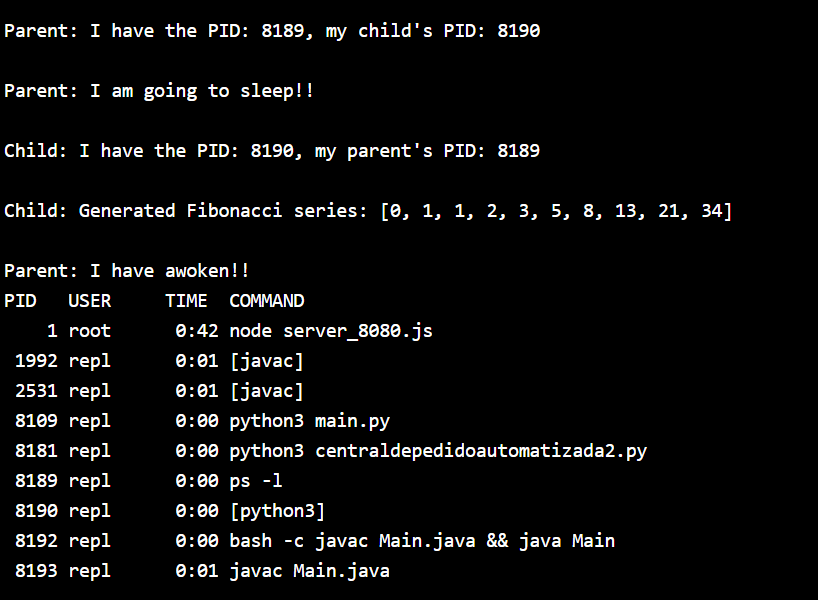 Parent: I have the PID: 8189, my child's PID: 8190
Parent: I am going to sleep!!
Child: I have the PID: 8190, my parent's PID: 8189
Child: Generated Fibonacci series: [0, 1, 1, 2, 3, 5, 8, 13, 21, 34]
Parent: I have awoken!!
PID   USER     TIME  COMMAND
    1 root      0:42 node server_8080.js
 1992 repl      0:01 [javac]
 2531 repl      0:01 [javac]
 8109 repl      0:00 python3 main.py
 8181 repl      0:00 python3 centraldepedidoautomatizada2.py
 8189 repl      0:00 ps -l
 8190 repl      0:00 [python3]
 8192 repl      0:00 bash -c javac Main.java && java Main
 8193 repl      0:01 javac Main.java